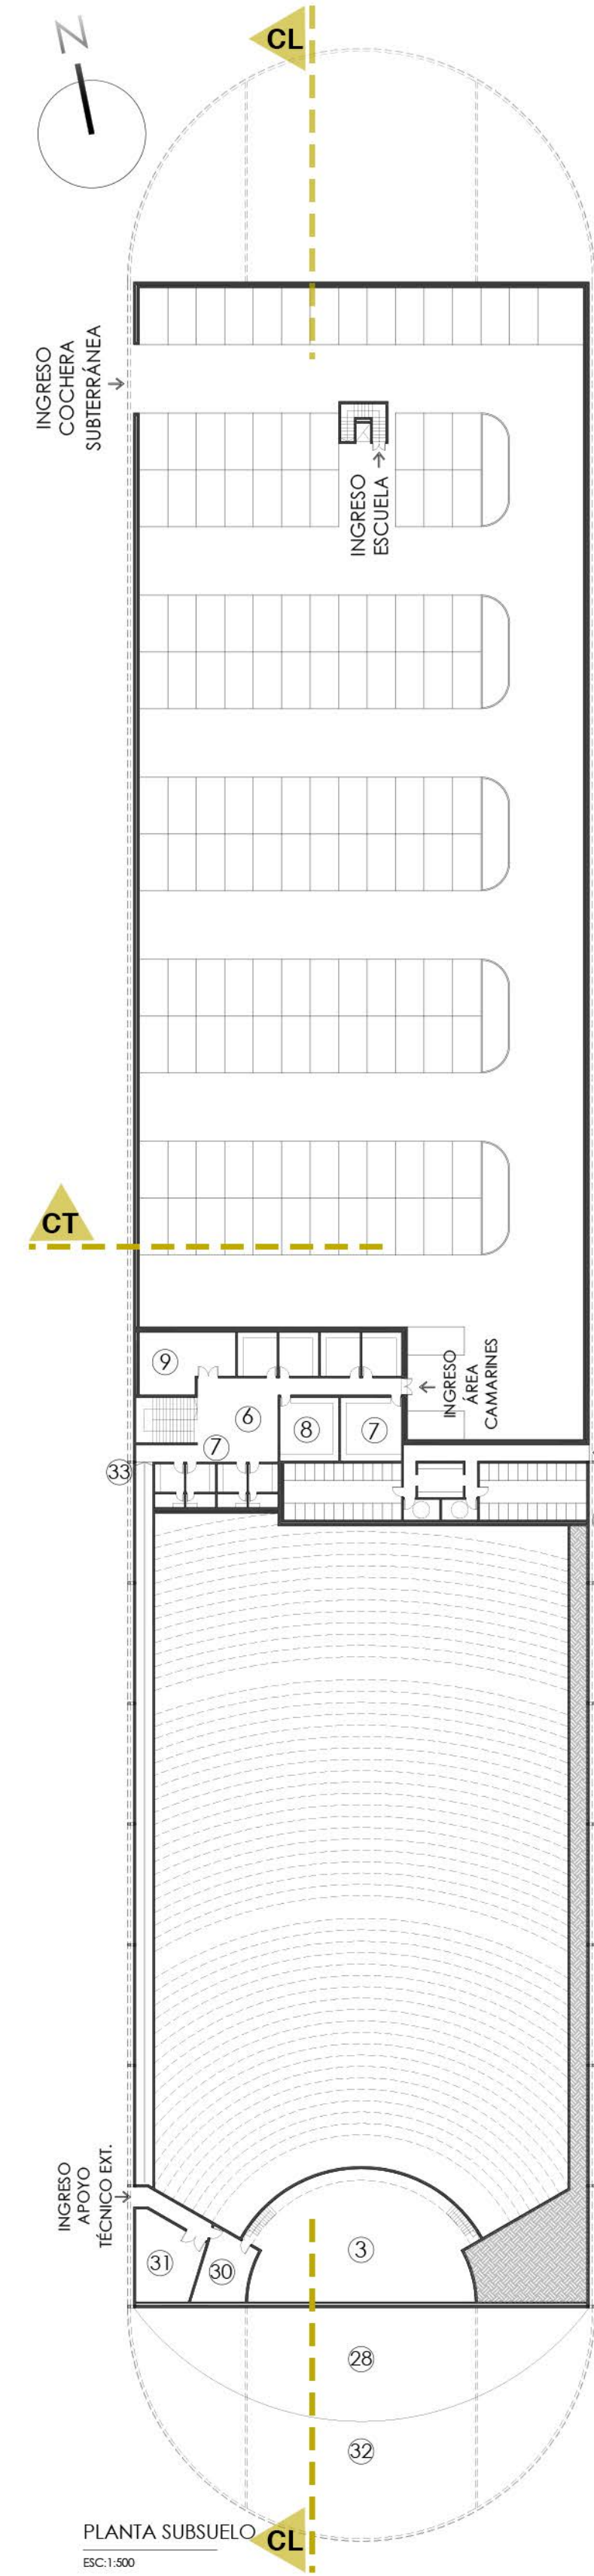 N
CL
INGRESO
COCHERA
SUBTERRÁNEA
INGRESO
ESCUELA
CT
9
INGRESO
ÁREA
CAMARINES
6
8
7
7
33
INGRESO
APOYO
TÉCNICO EXT.
3
31
30
28
32
PLANTA SUBSUELO
CL
ESC:1:500